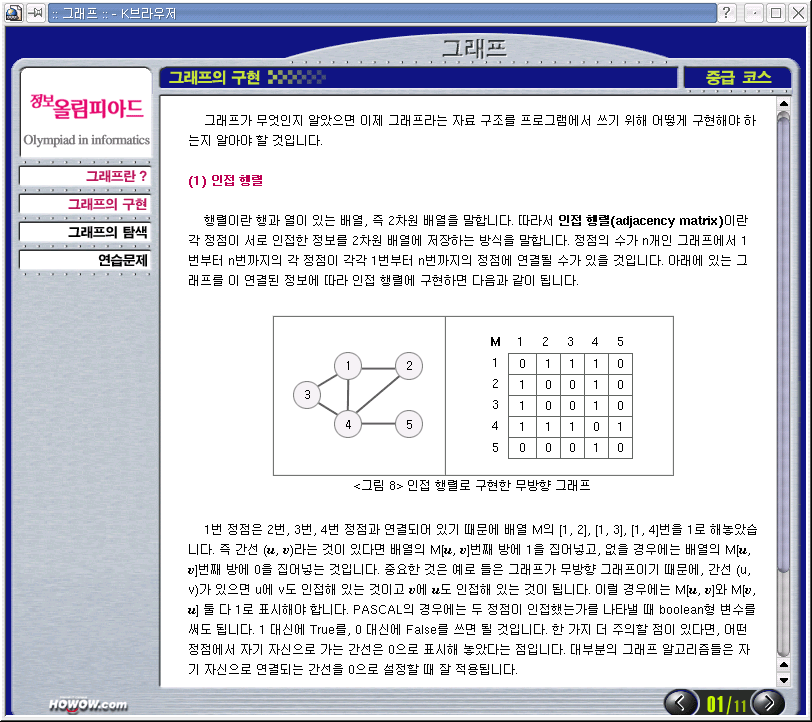 :: 그래프 :: - K브라우저
그래프
정보올림피아드
Olympiad in informatics
그래프란 ?
그래프의 구현
그래프의 탐색
연습문제
그래프의 구현
중급 코스
그래프가 무엇인지 알았으면 이제 그래프라는 자료 구조를 프로그램에서 쓰기 위해 어떻게 구현해야 하
는지 알아야 할 것입니다.
(1) 인접 행렬
행렬이란 행과 열이 있는 배열, 즉 2차원 배열을 말합니다. 따라서 인접 행렬(adjacency matrix)이란
각 정점이 서로 인접한 정보를 2차원 배열에 저장하는 방식을 말합니다. 정점의 수가 n개인 그래프에서 1
번부터 n번까지의 각 정점이 각각 1번부터 n번까지의 정점에 연결될 수가 있을 것입니다. 아래에 있는 그
래프를 이 연결된 정보에 따라 인접 행렬에 구현하면 다음과 같이 됩니다.
1 2
3
4 5
M 1 2 3 4 5
1 0 1 1 1 0
2 1 0 0 1 0
3 1 0 0 1 0
4 1 1 1 0 1
5 0 0 0 1 0
<그림 8> 인접 행렬로 구현한 무방향 그래프
1번 정점은 2번, 3번, 4번 정점과 연결되어 있기 때문에 배열 M의 [1, 2], [1, 3], [1, 4]번을 1로 해놓았습
니다. 즉 간선 (u, v)라는 것이 있다면 배열의 M[u, v]번째 방에 1을 집어넣고, 없을 경우에는 배열의 M[u,
v]번째 방에 0을 집어넣는 것입니다. 중요한 것은 예로 들은 그래프가 무방향 그래프이기 때문에, 간선 (u,
v)가 있으면 u에 v도 인접해 있는 것이고 v에 u도 인접해 있는 것이 됩니다. 이럴 경우에는 M[u, v]와 M[v,
u] 둘 다 1로 표시해야 합니다. PASCAL의 경우에는 두 정점이 인접했는가를 나타낼 때 boolean형 변수를
써도 됩니다. 1 대신에 True를, 0 대신에 False를 쓰면 될 것입니다. 한 가지 더 주의할 점이 있다면, 어떤
정점에서 자기 자신으로 가는 간선은 0으로 표시해 놓았다는 점입니다. 대부분의 그래프 알고리즘들은 자
기 자신으로 연결되는 간선을 0으로 설정할 때 잘 적용됩니다.
HOWOW.com
01/11